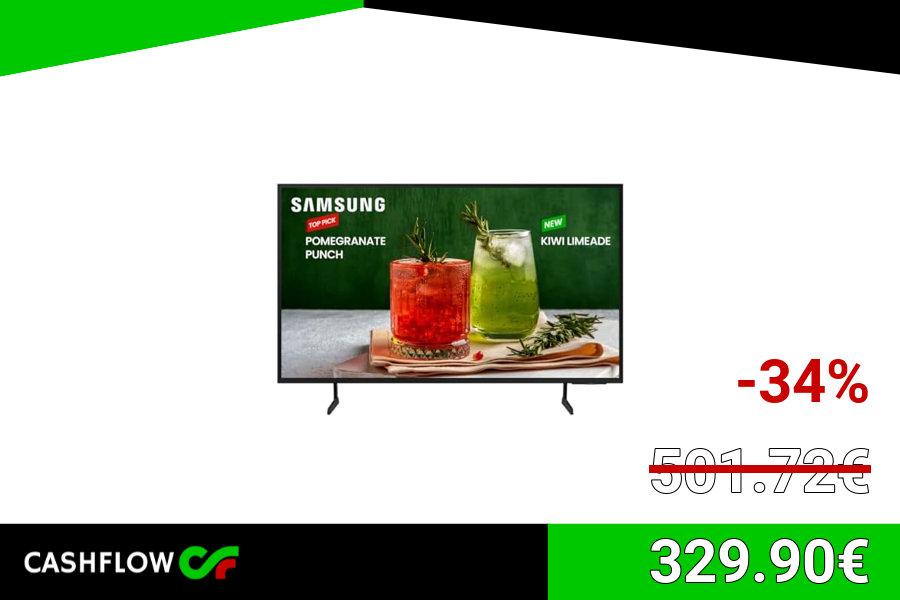 SAMSUNG
TOP PICK
POMEGRANATE
PUNCH
NEW
KIWI LIMEADE
-34%
501.72€
CASHFLOW
329.90€